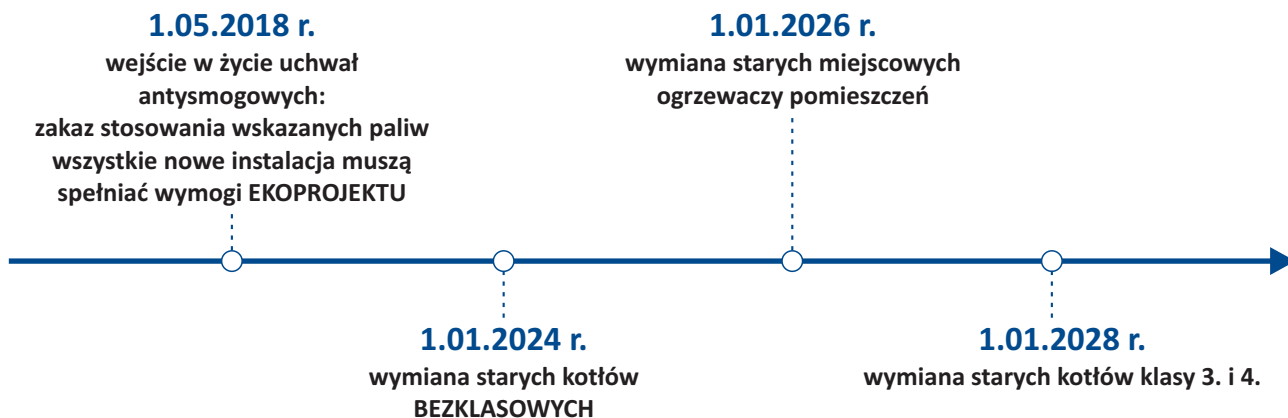 1.05.2018 r.
wejście w życie uchwał
antysmogowych:
zakaz stosowania wskazanych paliw
wszystkie nowe instalacja muszą
spełniać wymogi EKOPROJEKTU
1.01.2024 r.
wymiana starych kotłów
BEZKLASOWYCH
1.01.2026 r.
wymiana starych miejscowych
ogrzewaczy pomieszczeń
1.01.2028 r.
wymiana starych kotłów klasy 3. i 4.